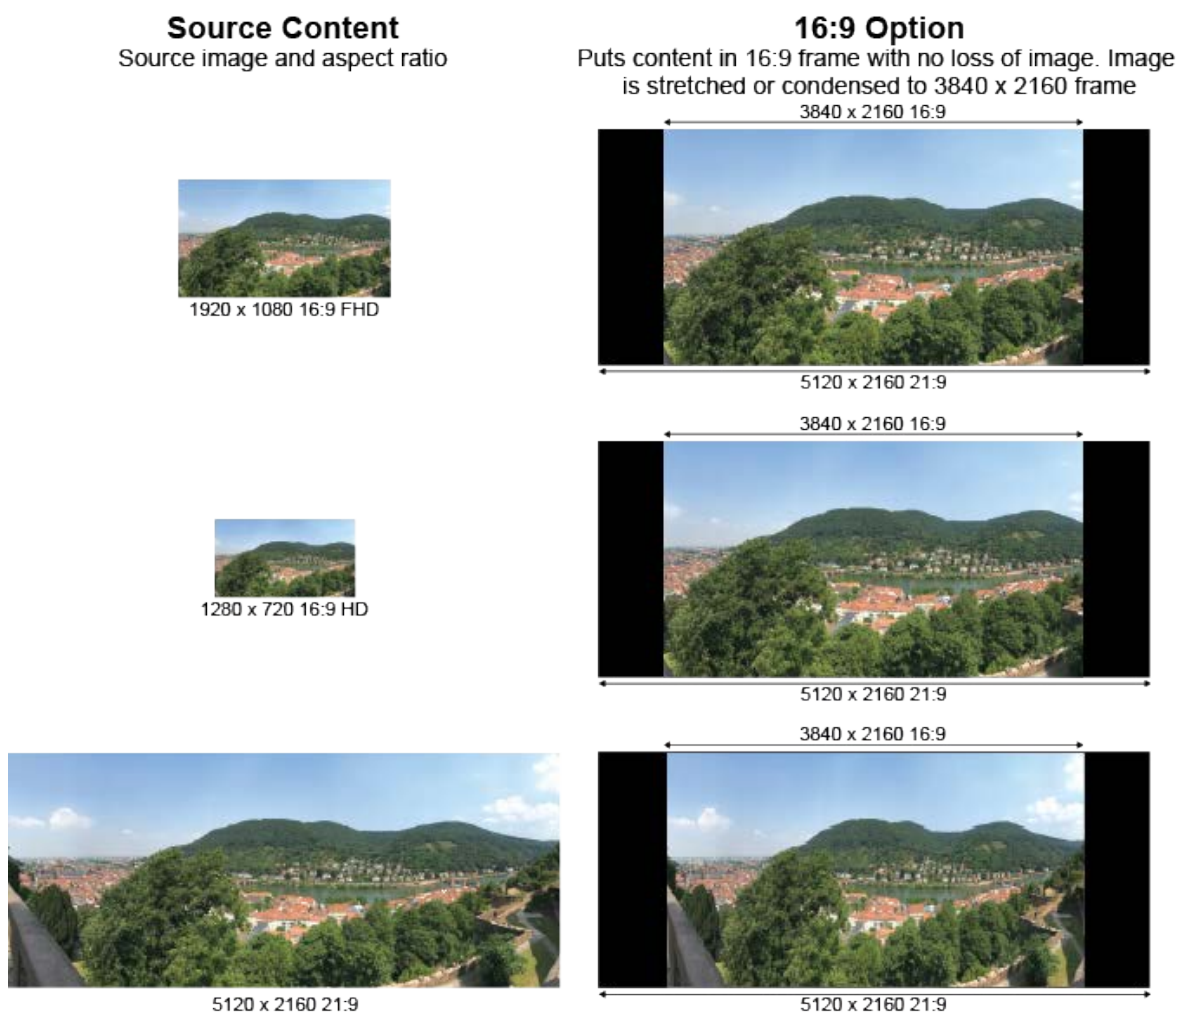 Source Content
Source image and aspect ratio
16:9 Option
Puts content in 16:9 frame with no loss of image. Image
is stretched or condensed to 3840 x 2160 frame
3840 x 2160 16:9
1920 x 1080 16:9 FHD
5120 x 2160 21:9
3840 x 2160 16:9
1280 x 720 16:9 HD
5120 x 2160 21:9
3840 x 2160 16:9
5120 x 2160 21:9
5120 x 2160 21:9